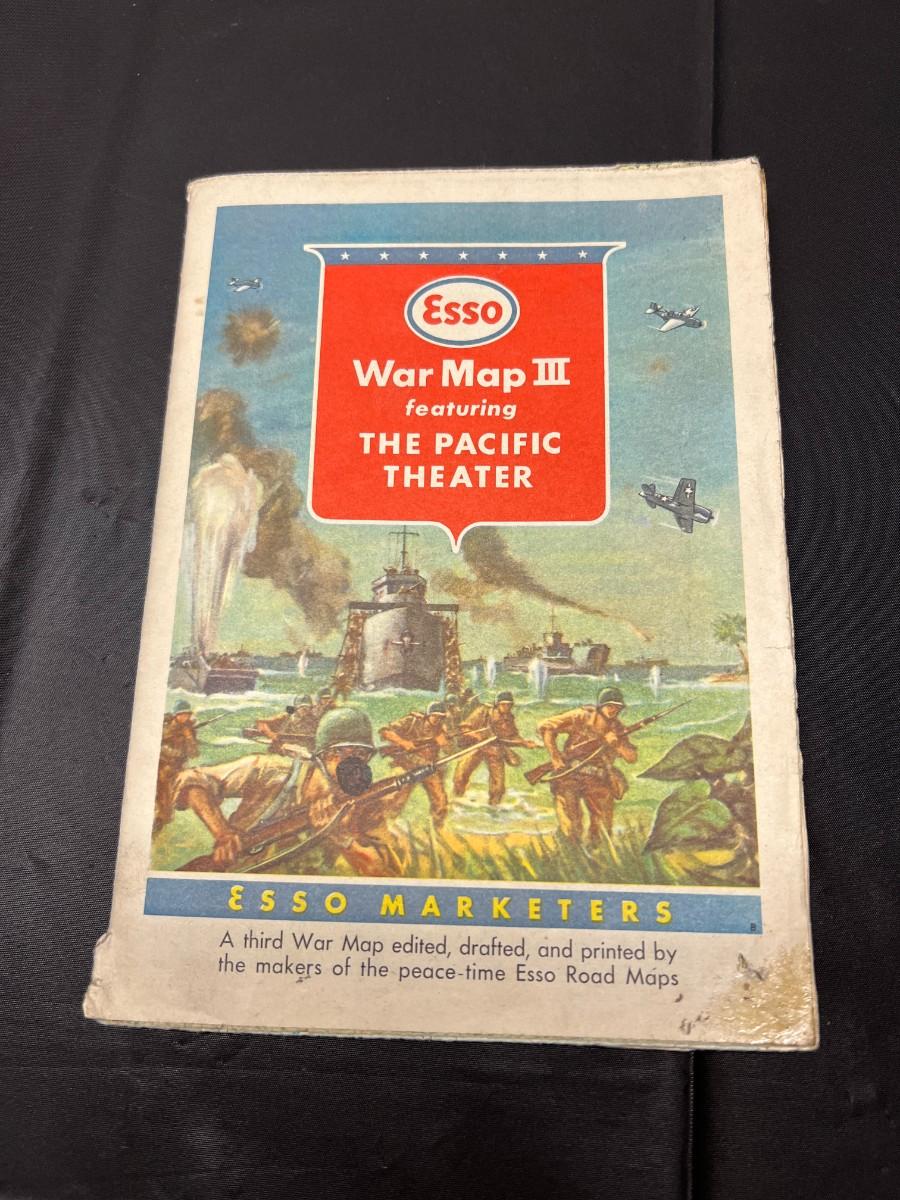 Esso
War Map III
featuring
THE PACIFIC
THEATER
ESSO MARKETERS
B
A third War Map edited, drafted, and printed by
the makers of the peace-time Esso Road Maps